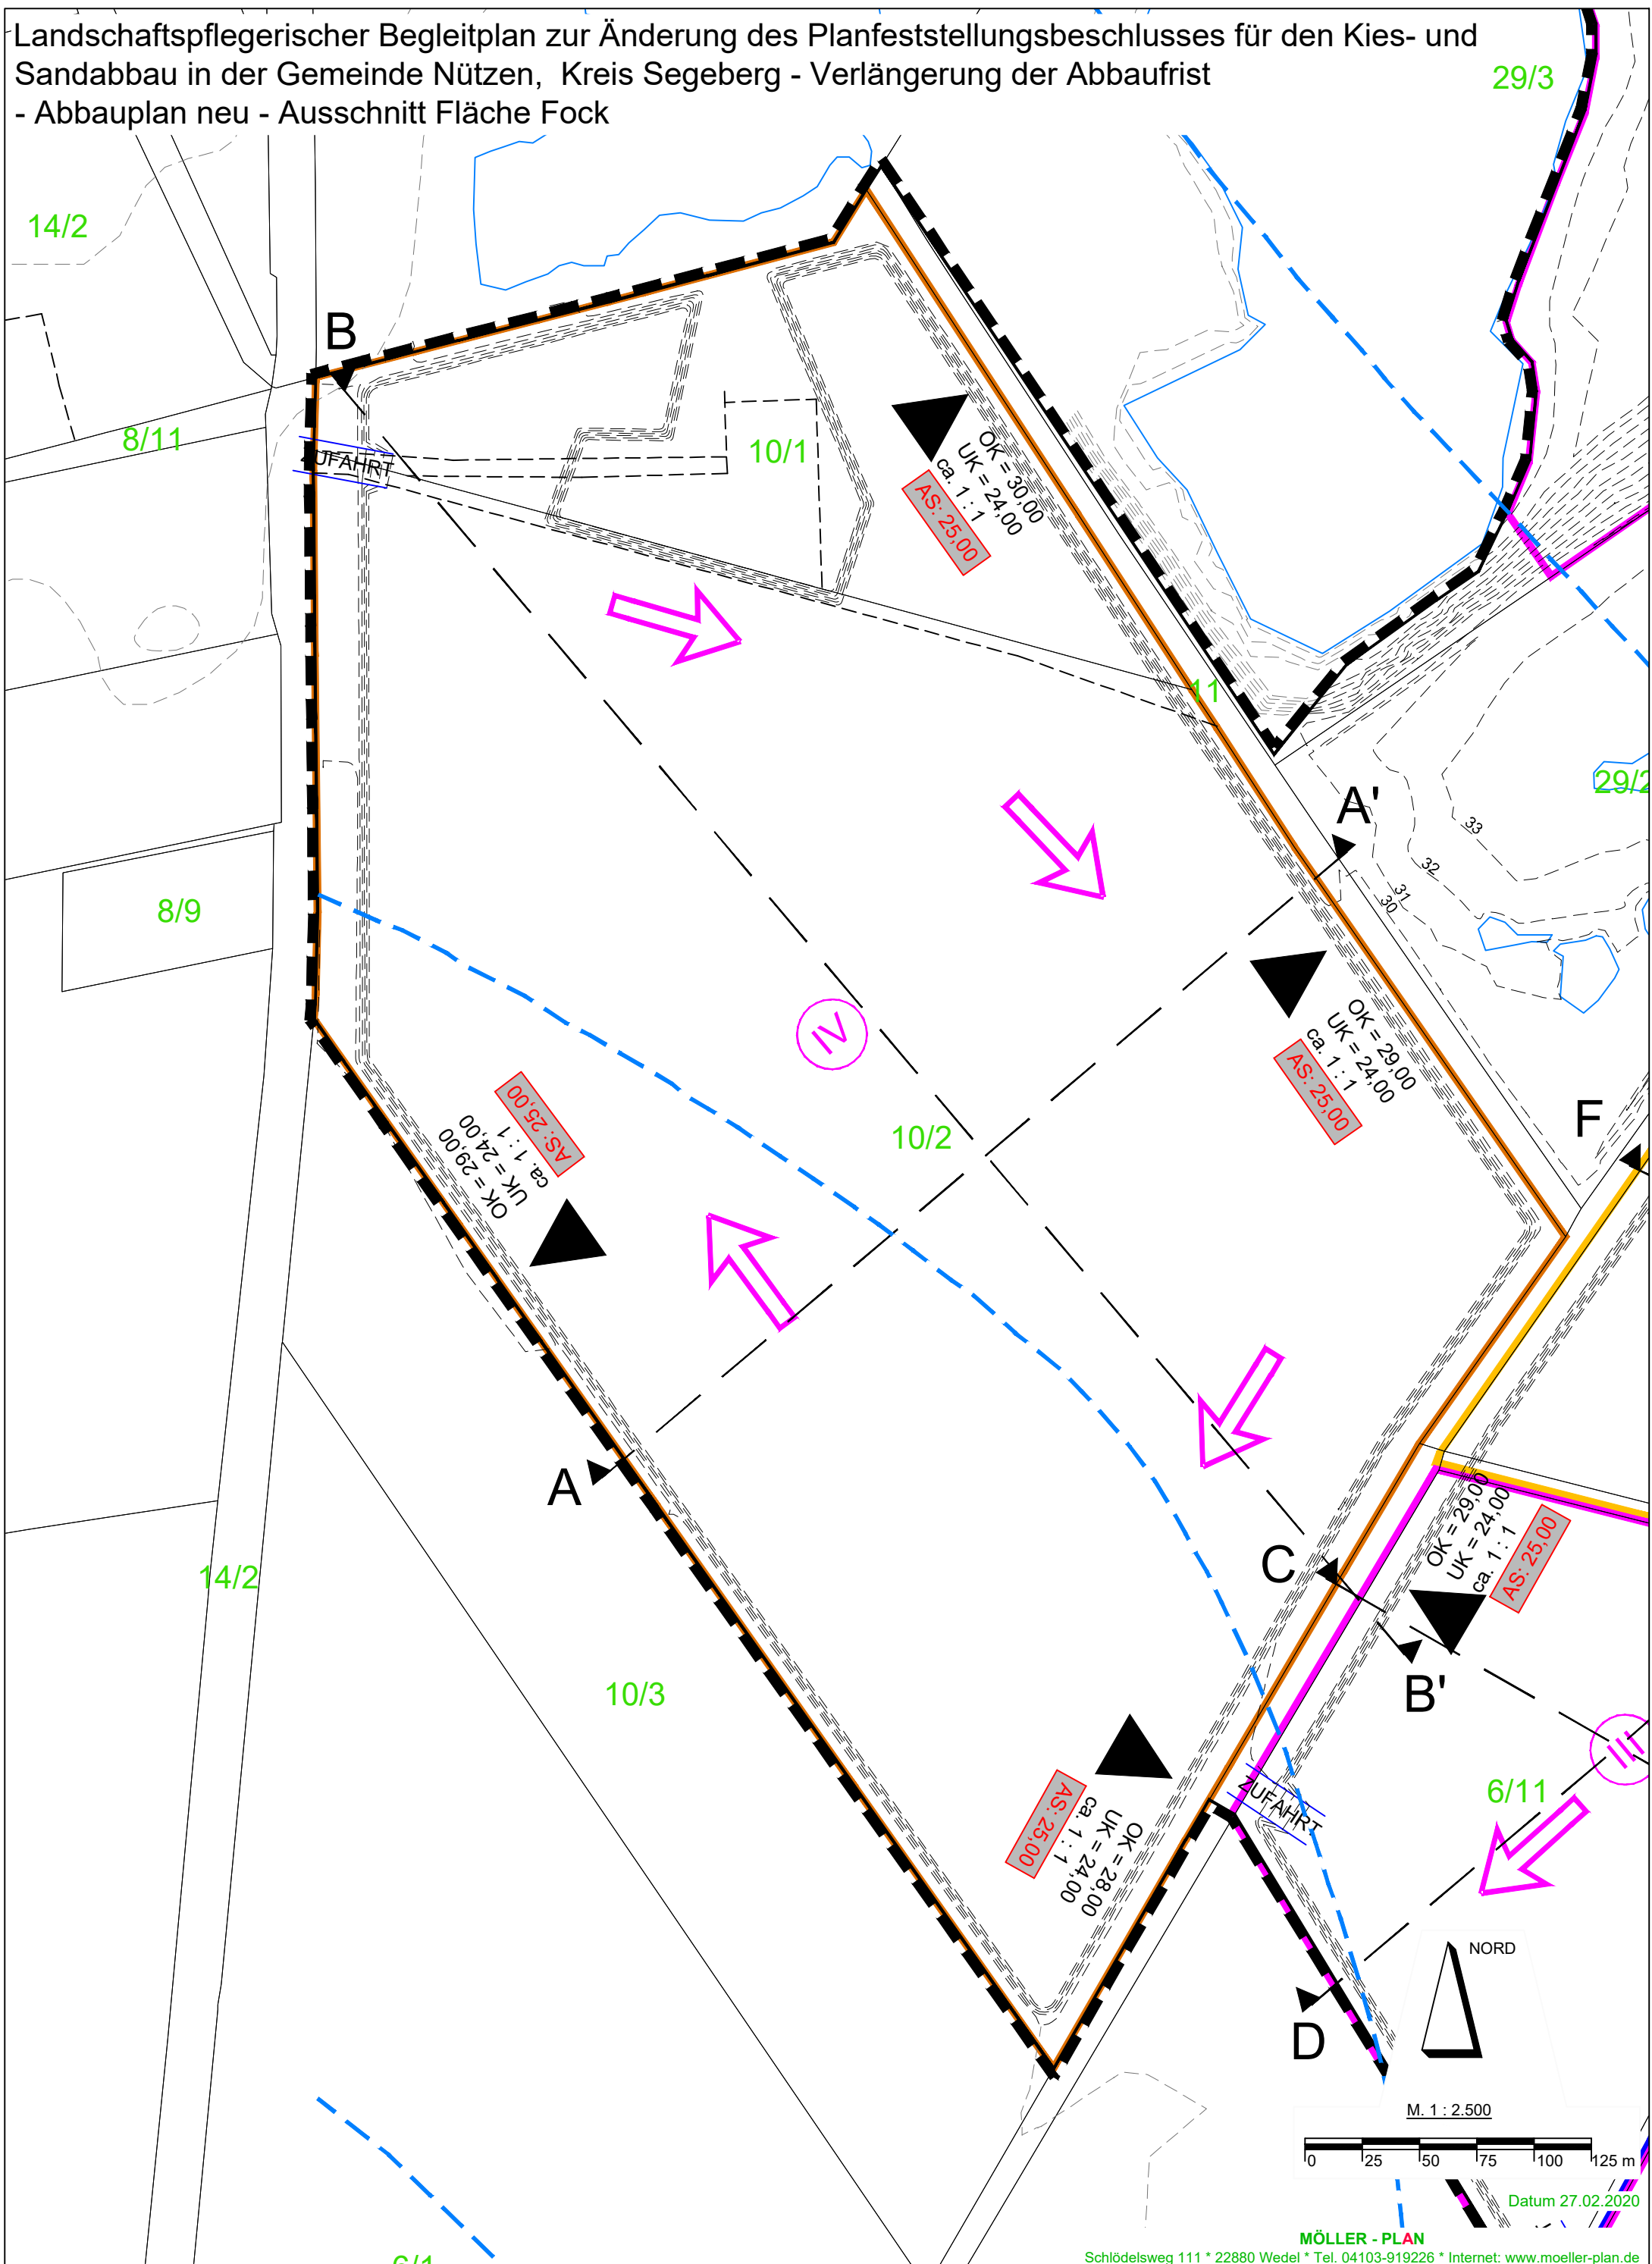 Landschaftspflegerischer Begleitplan zur Änderung des Planfeststellungsbeschlusses für den Kies- und
Sandabbau in der Gemeinde Nützen,  Kreis Segeberg - Verlängerung der Abbaufrist
- Abbauplan neu - Ausschnitt Fläche Fock
29/3
14/2
B
8/11
ZUFAHRT
10/1
OK = 30,00
UK = 24,00
ca. 1 : 1
AS: 25,00
11
29/2
A'
33
32
31
30
8/9
IV
OK = 29,00
UK = 24,00
ca. 1 : 1
AS: 25,00
F
10/2
AS: 25,00
ca. 1 : 1
UK = 24,00
OK = 29,00
A
OK = 29,00
UK = 24,00
ca. 1 : 1
AS: 25,00
C
14/2
10/3
B'
III
6/11
ZUFAHRT
OK = 28,00
UK = 24,00
ca. 1 : 1
AS: 25,00
NORD
D
M. 1 : 2.500
0 25 50 75 100 125 m
Datum 27.02.2020
MÖLLER - PLAN
Schlödelsweg 111 * 22880 Wedel * Tel. 04103-919226 * Internet: www.moeller-plan.de
6/1